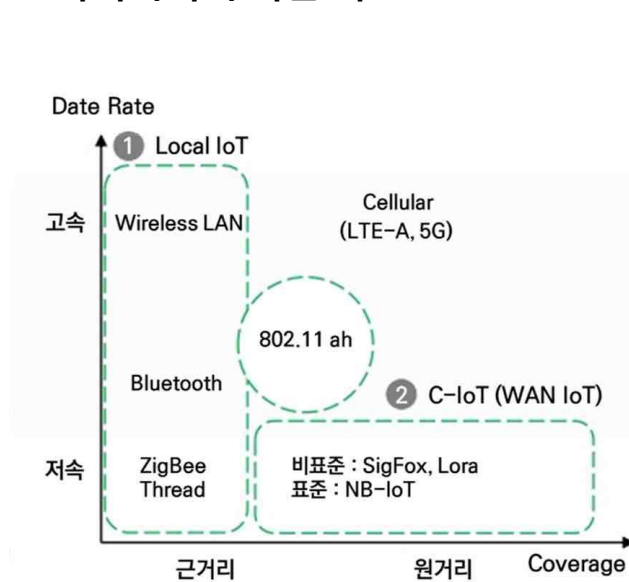 Date Rate
1 Local IoT
고속
Wireless LAN
Cellular
(LTE-A, 5G)
802.11 ah
Bluetooth
2 C-IoT (WAN IoT)
저속
ZigBee
Thread
비표준 : SigFox, Lora
표준 : NB-IoT
근거리
원거리
Coverage